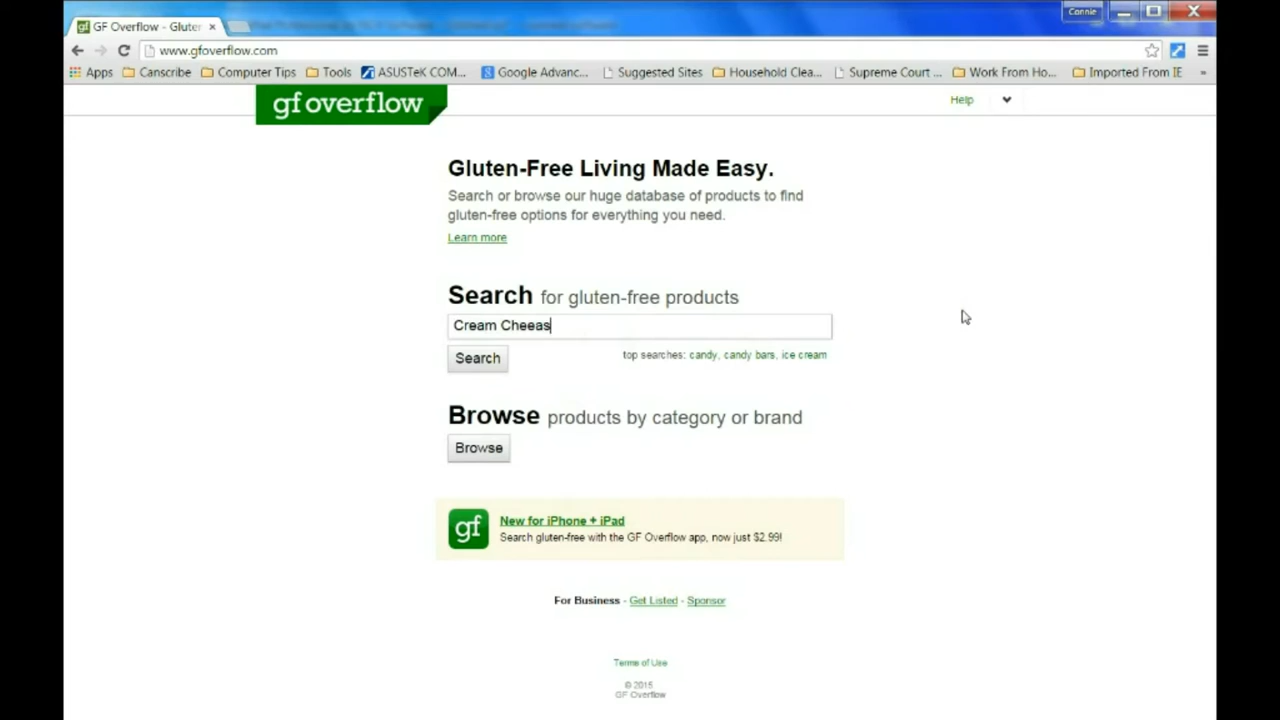 Connie
GF Overflow - Gluter
www.gfoverflow.com
Apps Canscribe Computer Tips Tools ASUSTeK COM... Google Advanc... Suggested Sites Household Clea... Supreme Court ... Work From Ho... Imported From IE »
gf overflow
Help
Gluten-Free Living Made Easy.
Search or browse our huge database of products to find
gluten-free options for everything you need.
Learn more
Search for gluten-free products
Cream Cheeas
Search
top searches: candy, candy bars, ice cream
Browse products by category or brand
Browse
gf
New for iPhone + iPad
Search gluten-free with the GF Overflow app, now just $2.99!
For Business - Get Listed - Sponsor
Terms of Use
© 2015
GF Overflow